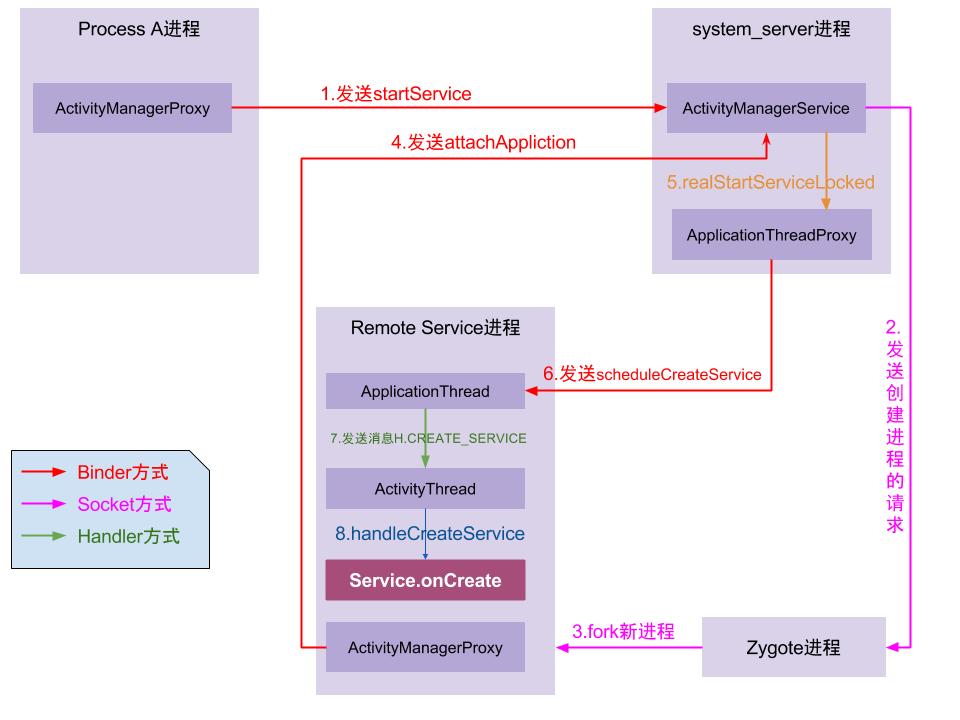 Process A进程
system_server进程
ActivityManagerProxy
1.发送startService
ActivityManagerService
4.发送attachAppliction
5.realStartServiceLocked
ApplicationThreadProxy
2.
发
送
创
建
进
程
的
请
求
Remote Service进程
6.发送scheduleCreateService
ApplicationThread
7.发送消息H.CREATE_SERVICE
ActivityThread
8.handleCreateService
Service.onCreate
ActivityManagerProxy
3.fork新进程
Zygote进程
Binder方式
Socket方式
Handler方式